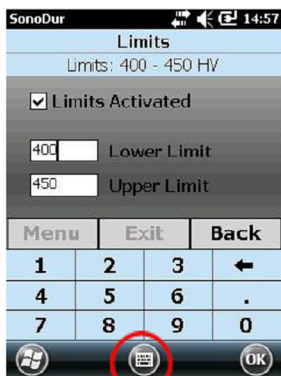 SonoDur 14:57
Limits
Limits: 400 - 450 HV
Limits Activated
400 Lower Limit
450 Upper Limit
Menu Exit Back
1 2 3 ←
4 5 6 .
7 8 9 0
OK